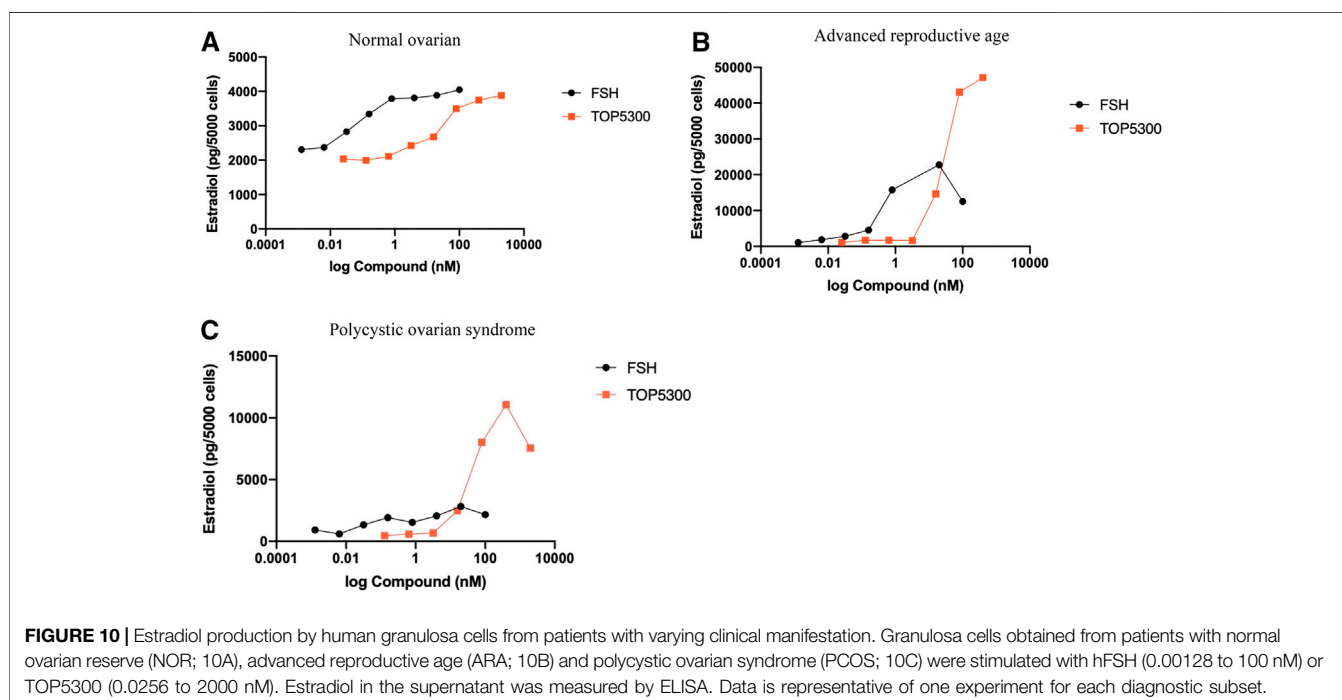 A
Normal ovarian
5000
4000
3000
2000
1000
0
0.0001
0.01
1
100
10000
Estradiol (pg/5000 cells)
log Compound (nM)
FSH
TOP5300
B
Advanced reproductive age
50000
40000
30000
20000
10000
0
0.0001
0.01
1
100
10000
Estradiol (pg/5000 cells)
log Compound (nM)
FSH
TOP5300
C
Polycystic ovarian syndrome
15000
10000
5000
0
0.0001
0.01
1
100
10000
Estradiol (pg/5000 cells)
log Compound (nM)
FSH
TOP5300
FIGURE 10 | Estradiol production by human granulosa cells from patients with varying clinical manifestation. Granulosa cells obtained from patients with normal
ovarian reserve (NOR; 10A), advanced reproductive age (ARA; 10B) and polycystic ovarian syndrome (PCOS; 10C) were stimulated with hFSH (0.00128 to 100 nM) or
TOP5300 (0.0256 to 2000 nM). Estradiol in the supernatant was measured by ELISA. Data is representative of one experiment for each diagnostic subset.